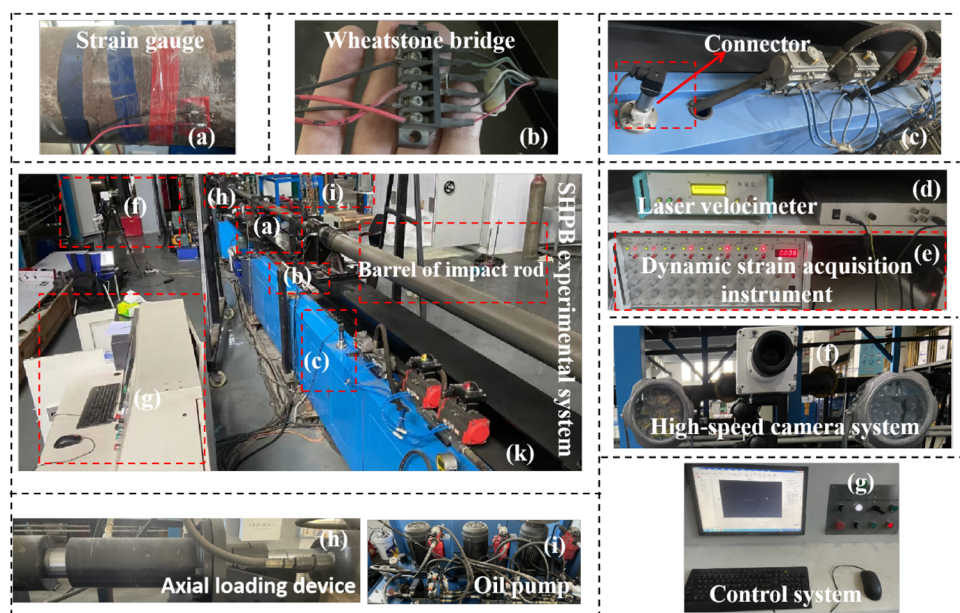 Strain gauge
(a)
Wheatstone bridge
(b)
Connector
(c)
(f)
(h)
(i)
(a)
(b)
Barrel of impact rod
(c)
(g)
SHPB experimental system
(k)
Laser velocimeter
(d)
(e)
Dynamic strain acquisition
instrument
(f)
High-speed camera system
(g)
Control system
(h)
Axial loading device
(i)
Oil pump